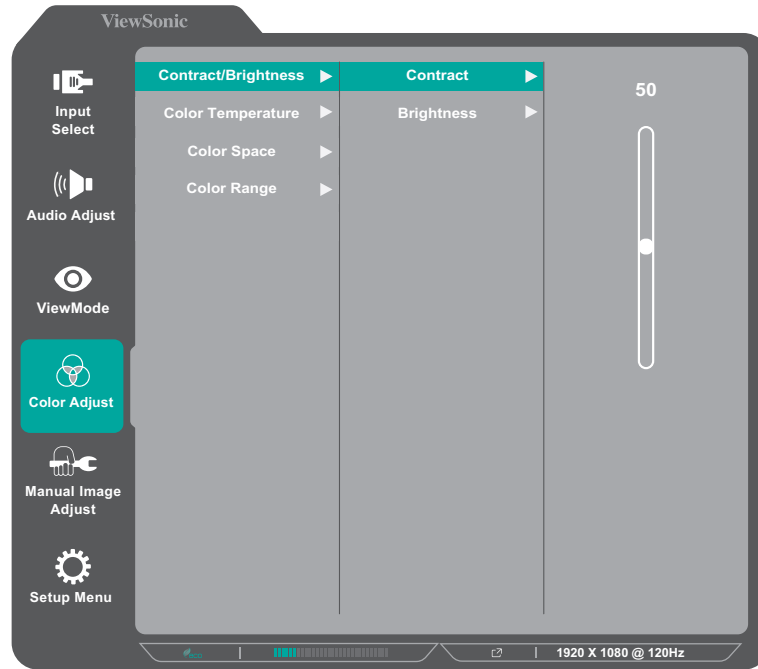 ViewSonic
Input
Select
Audio Adjust
ViewMode
Color Adjust
Manual Image
Adjust
Setup Menu
Contract/Brightness
Color Temperature
Color Space
Color Range
Contract
Brightness
50
1920 X 1080 @ 120Hz